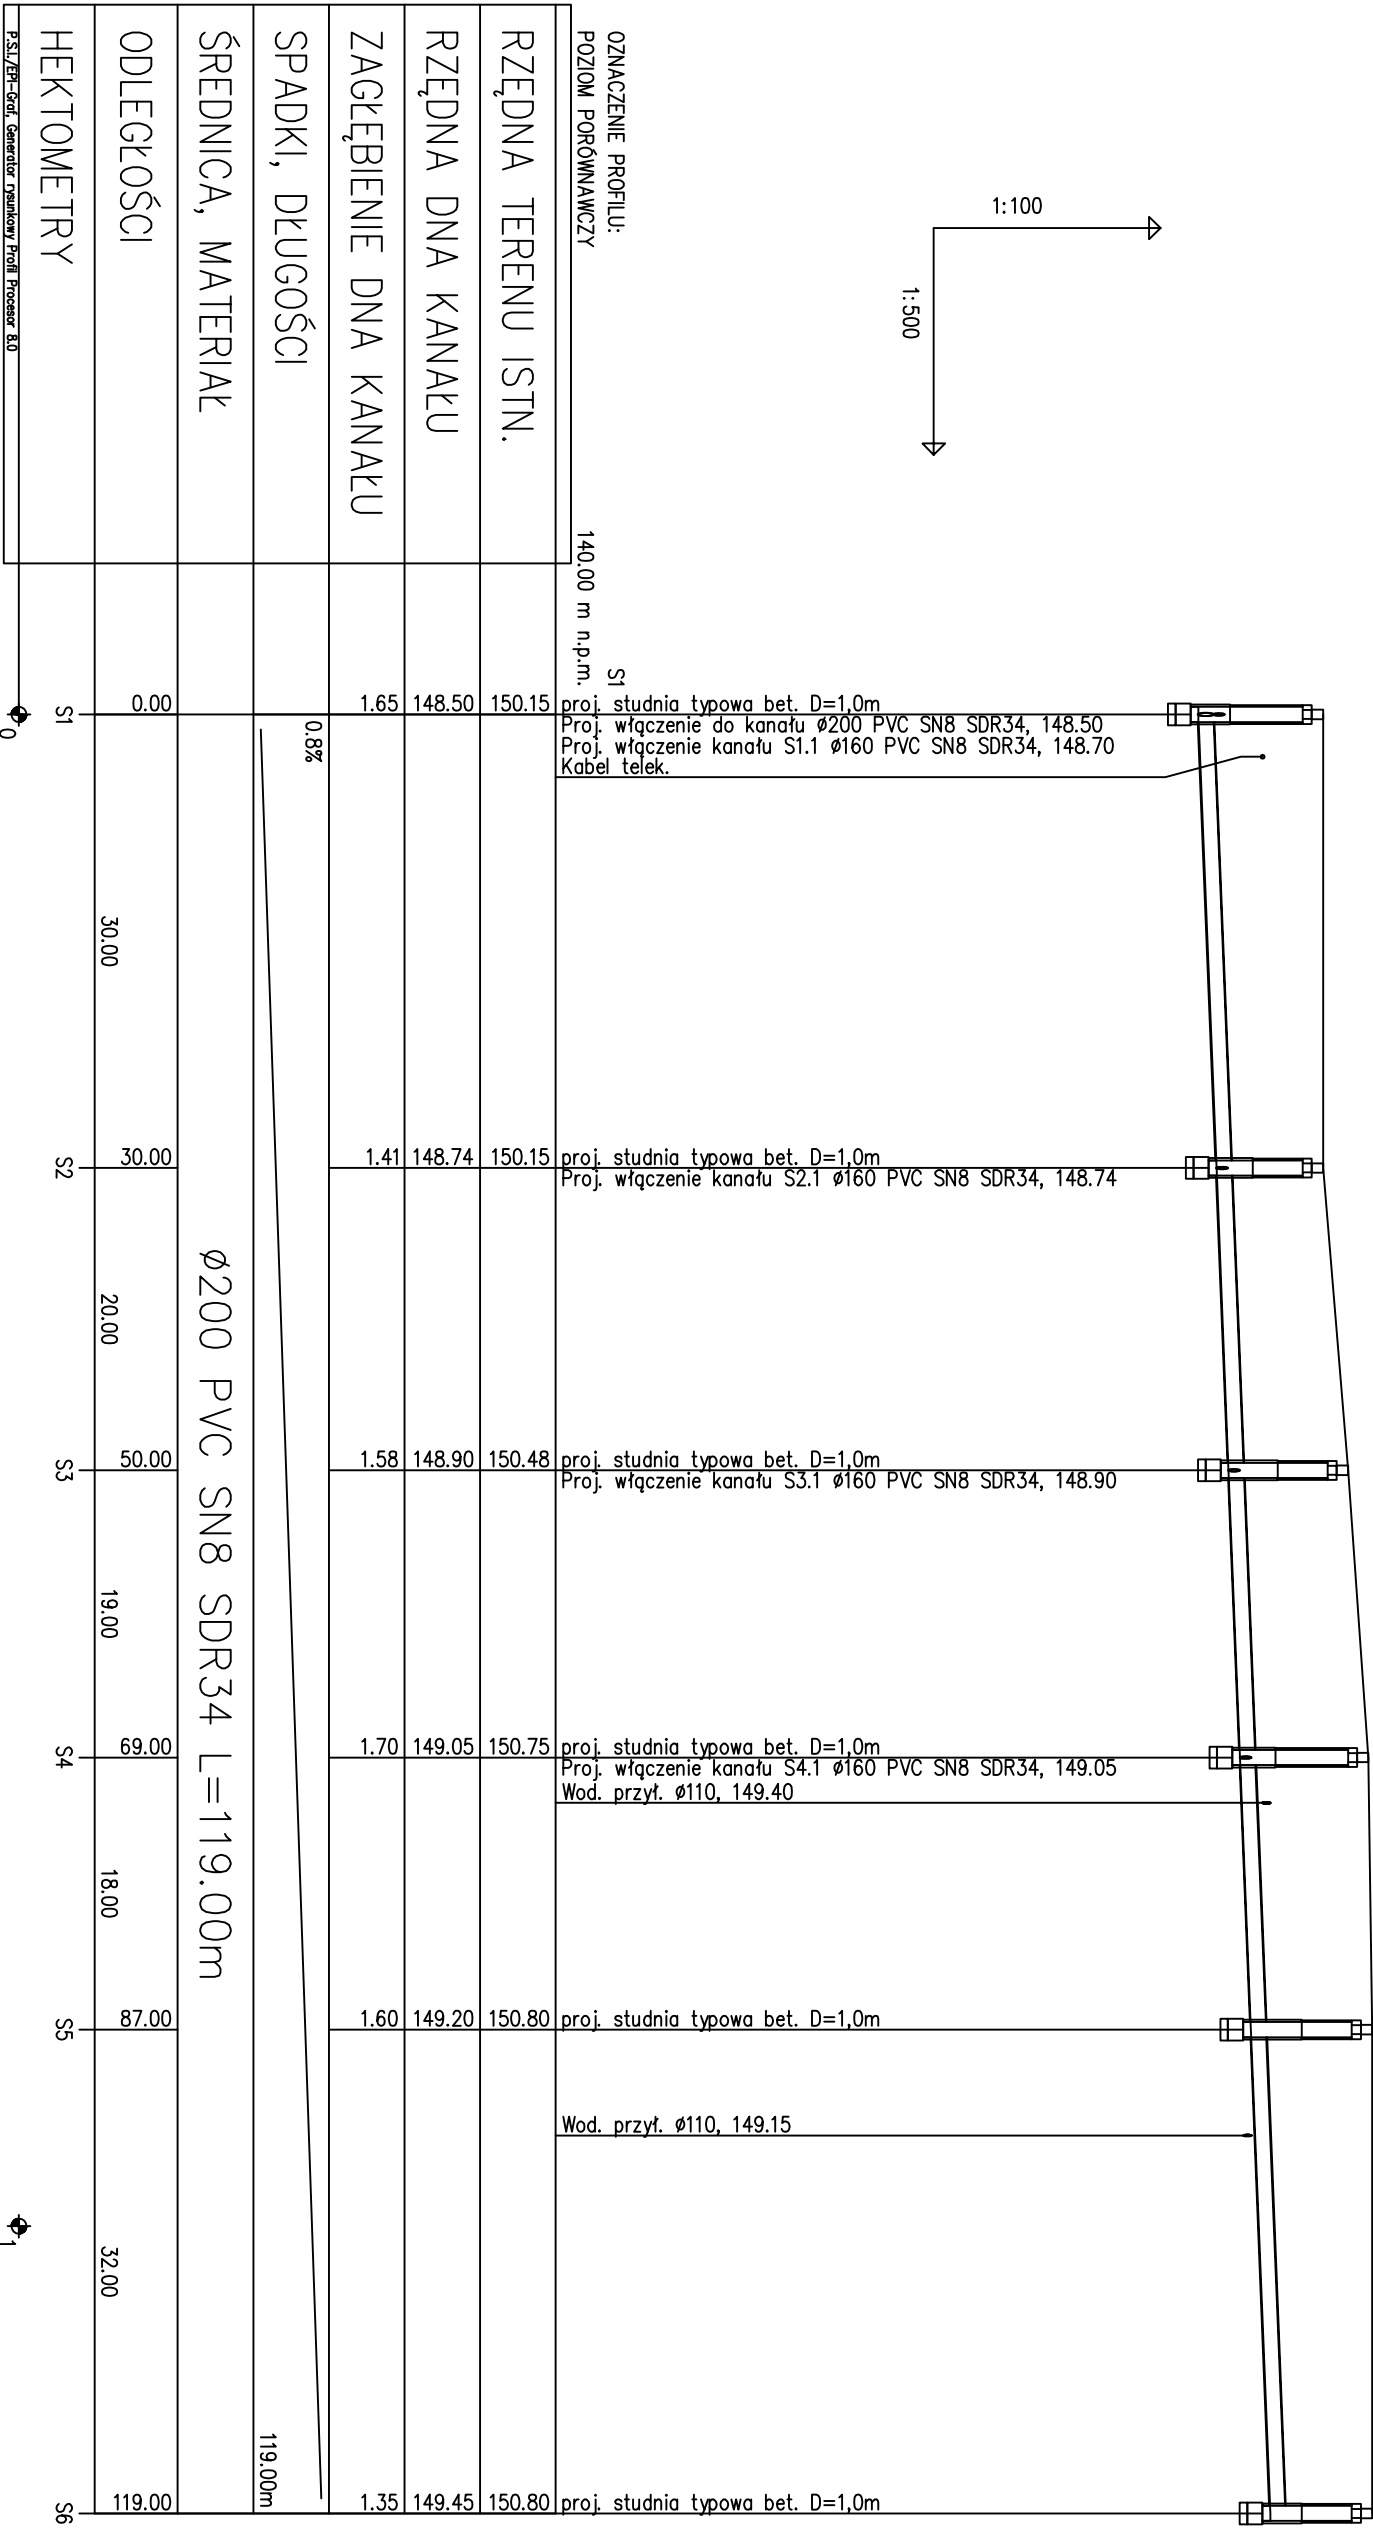 1:100
1:500
OZNACZENIE PROFILU:
S1
POZIOM PORÓWNAWCZY
140.00 m n.p.m.
proj. studnia typowa bet. D=1,0m
Proj. włączenie do kanału Ø200 PVC SN8 SDR34, 148.50
Proj. włączenie kanału S1.1 Ø160 PVC SN8 SDR34, 148.70
Kabel telek.
proj. studnia typowa bet. D=1,0m
Proj. włączenie kanału S2.1 Ø160 PVC SN8 SDR34, 148.74
proj. studnia typowa bet. D=1,0m
Proj. włączenie kanału S3.1 Ø160 PVC SN8 SDR34, 148.90
proj. studnia typowa bet. D=1,0m
Proj. włączenie kanału S4.1 Ø160 PVC SN8 SDR34, 149.05
Wod. przył. Ø110, 149.40
proj. studnia typowa bet. D=1,0m
Wod. przył. Ø110, 149.15
proj. studnia typowa bet. D=1,0m
RZĘDNA TERENU ISTN.
150.15
150.15
150.48
150.75
150.80
150.80
RZĘDNA DNA KANAŁU
148.50
148.74
148.90
149.05
149.20
149.45
ZAGŁĘBIENIE DNA KANAŁU
1.65
1.41
1.58
1.70
1.60
1.35
SPADKI, DŁUGOŚCI
0.8%
119.00m
ŚREDNICA, MATERIAŁ
Ø200 PVC SN8 SDR34 L=119.00m
ODLEGŁOŚCI
0.00
30.00
30.00
20.00
50.00
19.00
69.00
18.00
87.00
32.00
119.00
HEKTOMETRY
S1
S2
S3
S4
S5
S6
0
1
P.S.I./EPI-Graf, Generator rysunkowy Profil Procesor 8.0